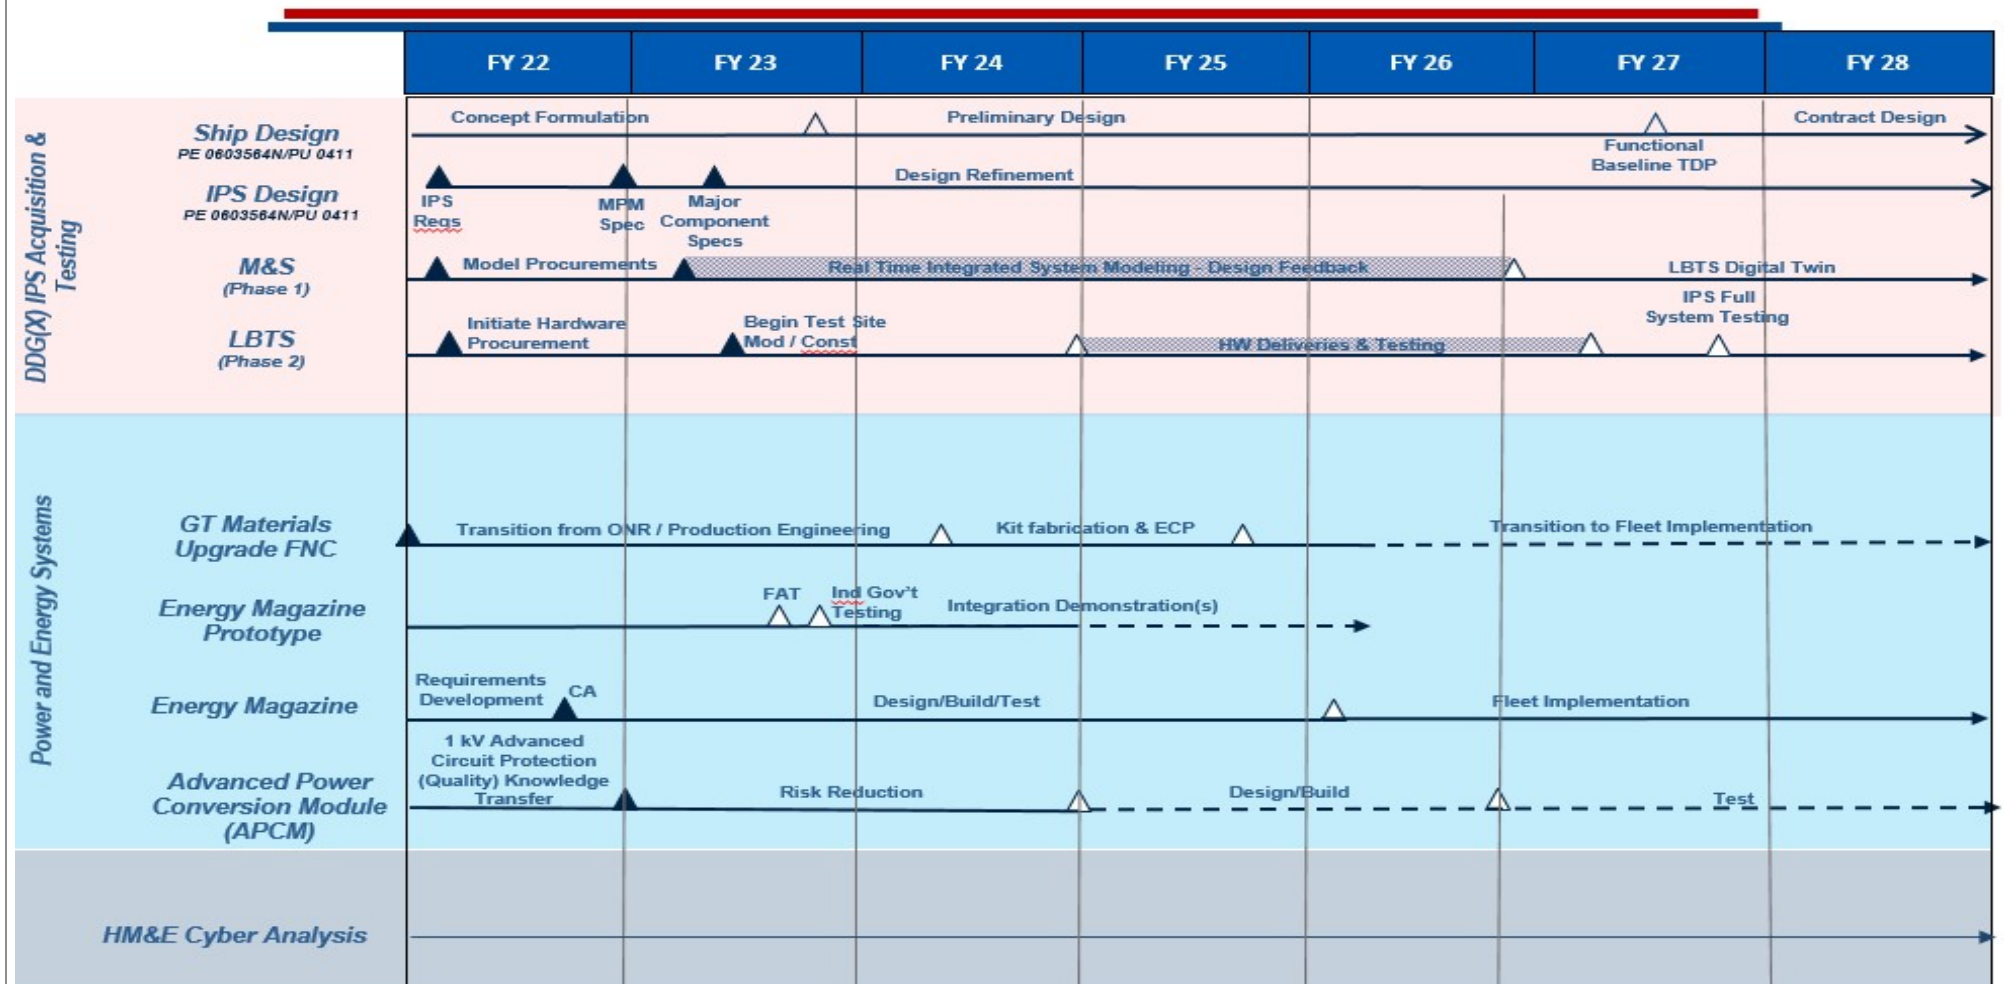 FY 22
FY 23
FY 24
FY 25
FY 26
FY 27
FY 28
DDG(X) IPS Acquisition &
Testing
Ship Design
PE 0603564N/PU 0411
Concept Formulation
Preliminary Design
Contract Design
Functional
Baseline TDP
IPS Design
PE 0603564N/PU 0411
IPS
Reqs
MPM
Spec
Major
Component
Specs
Design Refinement
M&S
(Phase 1)
Model Procurements
Real Time Integrated System Modeling - Design Feedback
LBTS Digital Twin
LBTS
(Phase 2)
Initiate Hardware
Procurement
Begin Test Site
Mod / Const
HW Deliveries & Testing
IPS Full
System Testing
Power and Energy Systems
GT Materials
Upgrade FNC
Transition from ONR / Production Engineering
Kit fabrication & ECP
Transition to Fleet Implementation
Energy Magazine
Prototype
FAT
Ind Gov't
Testing
Integration Demonstration(s)
Energy Magazine
Requirements
Development
CA
Design/Build/Test
Fleet Implementation
Advanced Power
Conversion Module
(APCM)
1 kV Advanced
Circuit Protection
(Quality) Knowledge
Transfer
Risk Reduction
Design/Build
Test
HM&E Cyber Analysis